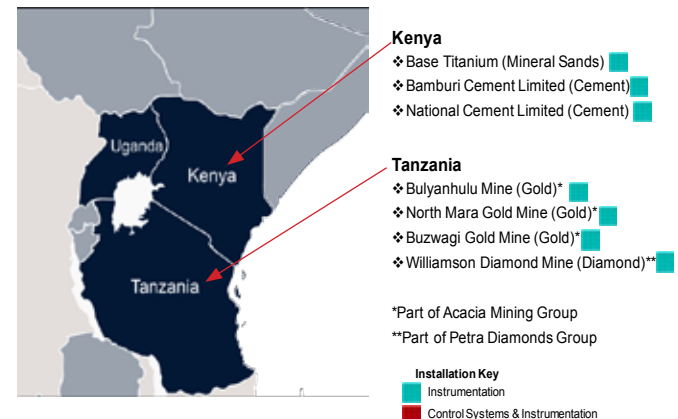 Uganda
Kenya
Tanzania
Kenya
❖ Base Titanium (Mineral Sands)
❖ Bamburi Cement Limited (Cement)
❖ National Cement Limited (Cement)
Tanzania
❖ Bulyanhulu Mine (Gold)*
❖ North Mara Gold Mine (Gold)*
❖ Buzwagi Gold Mine (Gold)*
❖ Williamson Diamond Mine (Diamond)**
*Part of Acacia Mining Group
**Part of Petra Diamonds Group
Installation Key
Instrumentation
Control Systems & Instrumentation